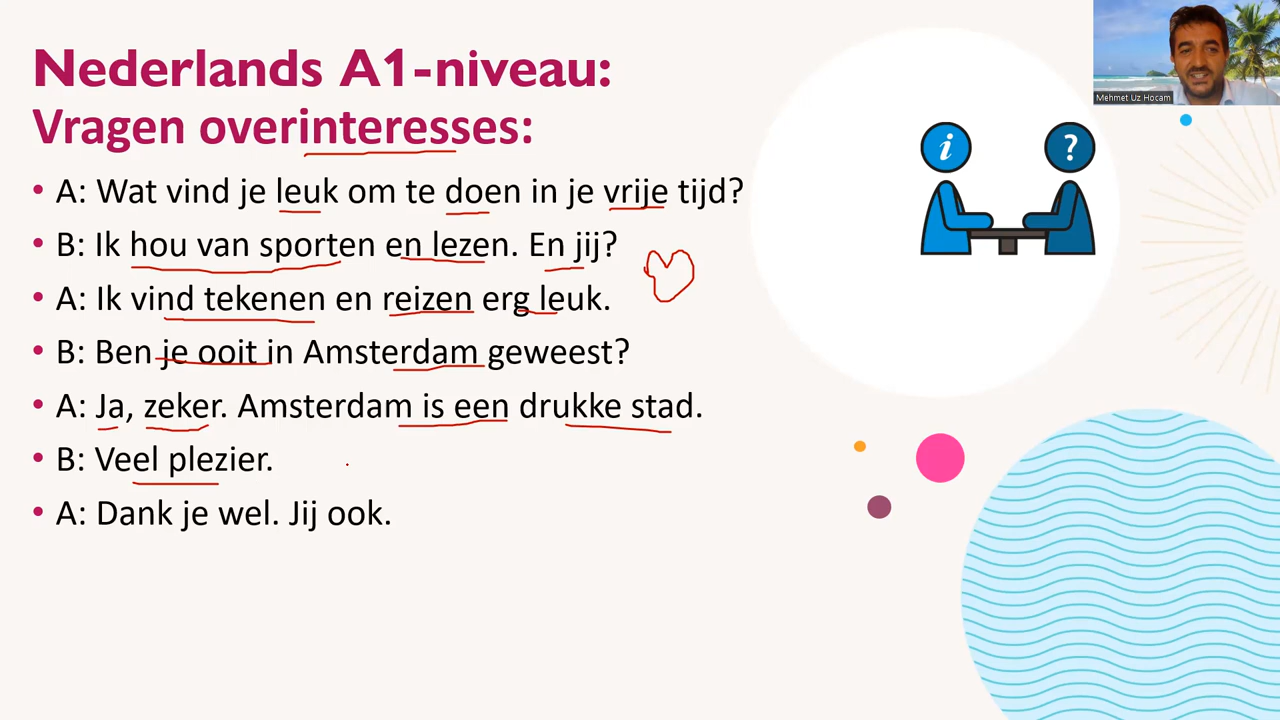 Nederlands A1-niveau:
Vragen overinteresses:
• A: Wat vind je leuk om te doen in je vrije tijd?
• B: Ik hou van sporten en lezen. En jij?
• A: Ik vind tekenen en reizen erg leuk.
• B: Ben je ooit in Amsterdam geweest?
• A: Ja, zeker. Amsterdam is een drukke stad.
• B: Veel plezier.
• A: Dank je wel. Jij ook.
i
?
Mehmet Uz Hocam